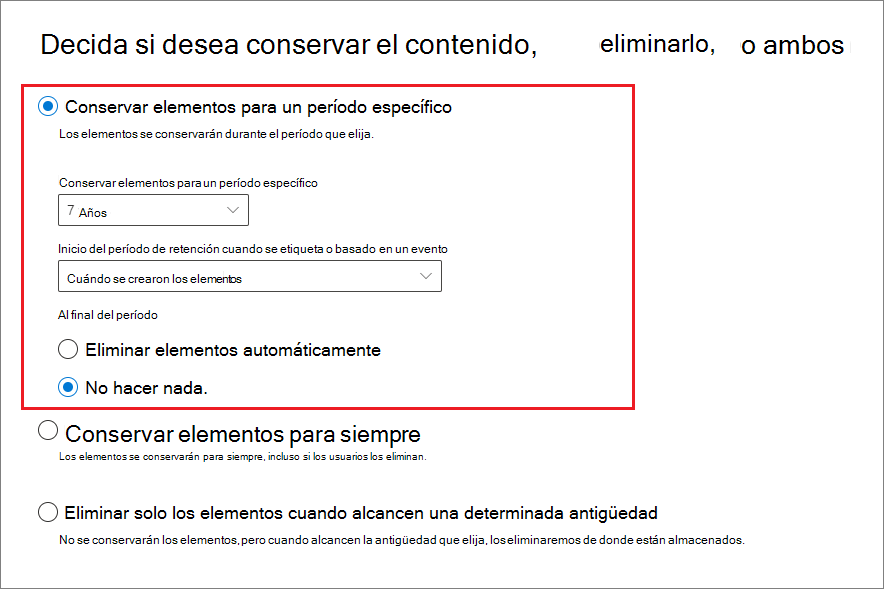 Decida si desea conservar el contenido, eliminarlo, o ambos
Conservar elementos para un período específico
Los elementos se conservarán durante el período que elija.
Conservar elementos para un período específico
7 Años
Inicio del período de retención cuando se etiqueta o basado en un evento
Cuándo se crearon los elementos
Al final del período
Eliminar elementos automáticamente
No hacer nada.
Conservar elementos para siempre
Los elementos se conservarán para siempre, incluso si los usuarios los eliminan.
Eliminar solo los elementos cuando alcancen una determinada antigüedad
No se conservarán los elementos, pero cuando alcancen la antigüedad que elija, los eliminaremos de donde están almacenados.